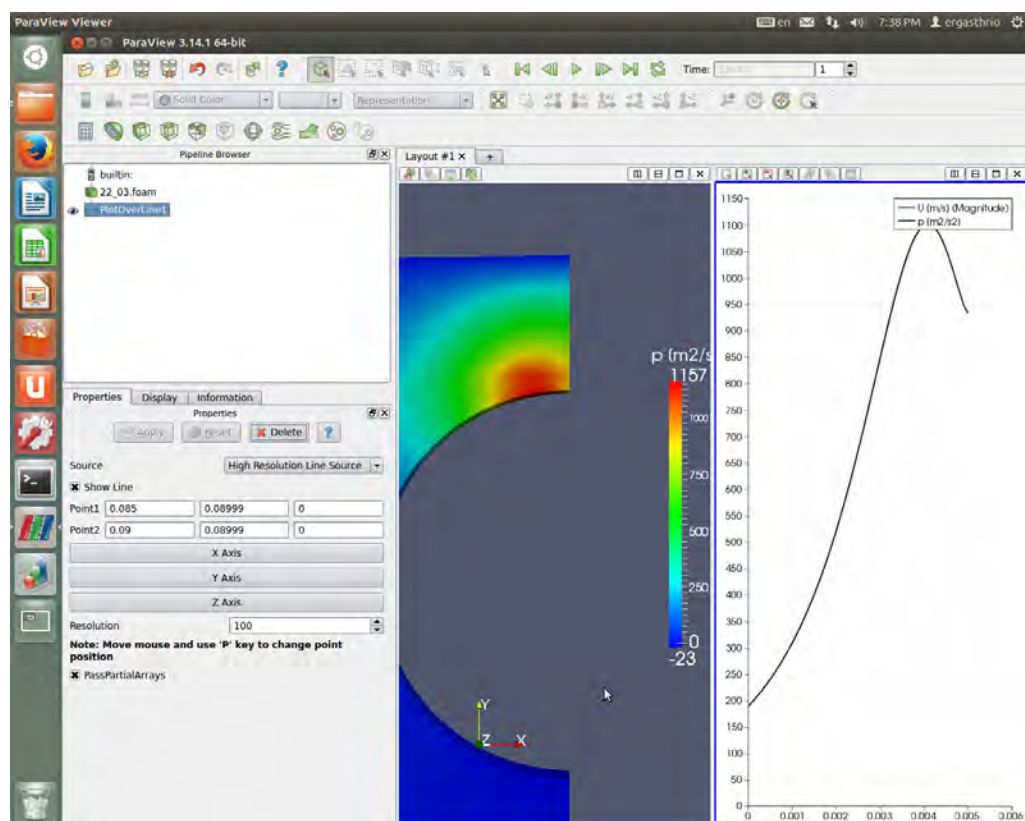 ParaView Viewer
en 7:38 PM ergasthrio
ParaView 3.14.1 64-bit
Time: 1
Solid Color Representation
Pipeline Browser
builtin:
22_03.foam
PlotOverLine1
Properties Display Information
Properties
Apply Reset Delete ?
Source High Resolution Line Source
Show Line
Point1 0.085 0.08999 0
Point2 0.09 0.08999 0
X Axis
Y Axis
Z Axis
Resolution 100
Note: Move mouse and use 'P' key to change point
position
PassPartialArrays
Layout #1 × +
p (m2/s
1157
1000
750
500
250
0
-23
Y
Z X
U (m/s) (Magnitude)
p (m2/s2)
1150
1100
1050
1000
950
900
850
800
750
700
650
600
550
500
450
400
350
300
250
200
150
100
50
0
0 0.001 0.002 0.003 0.004 0.005 0.006